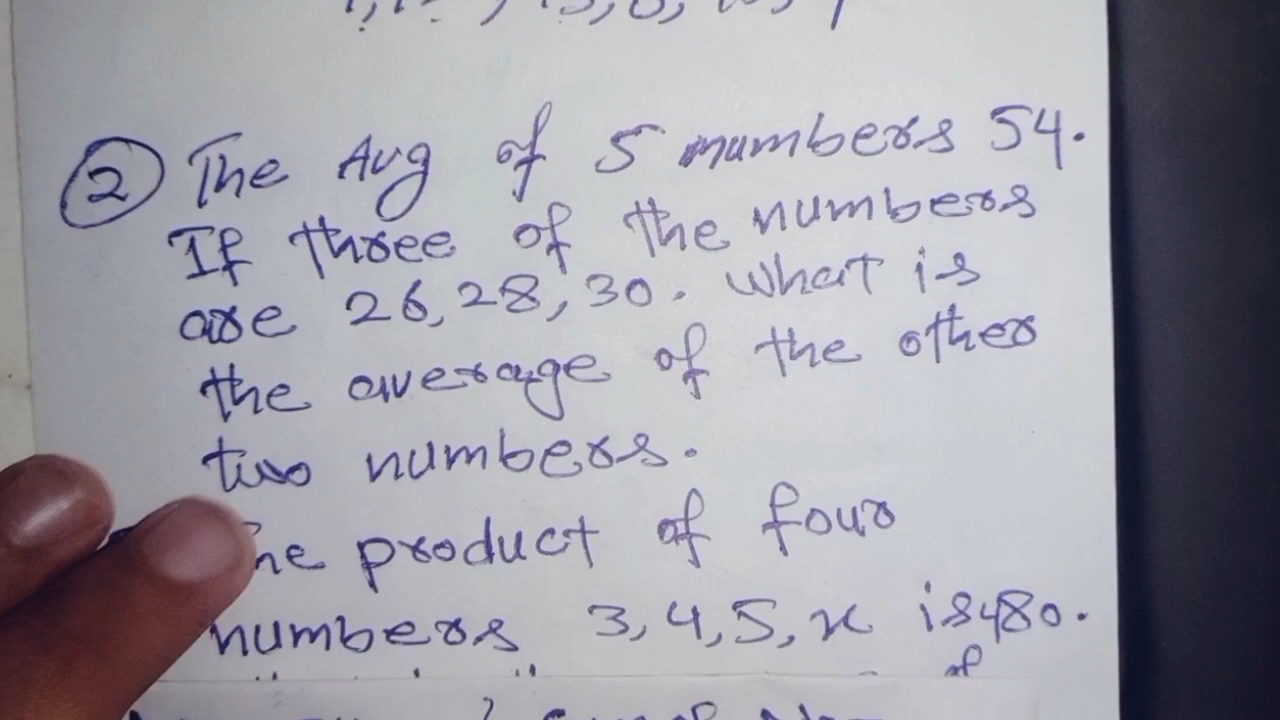 ② The Avg of 5 numbers 54.
If three of the numbers
are 26, 28, 30. What is
the average of the other
two numbers.
product of four
numbers 3, 4, 5, x is 480.
of